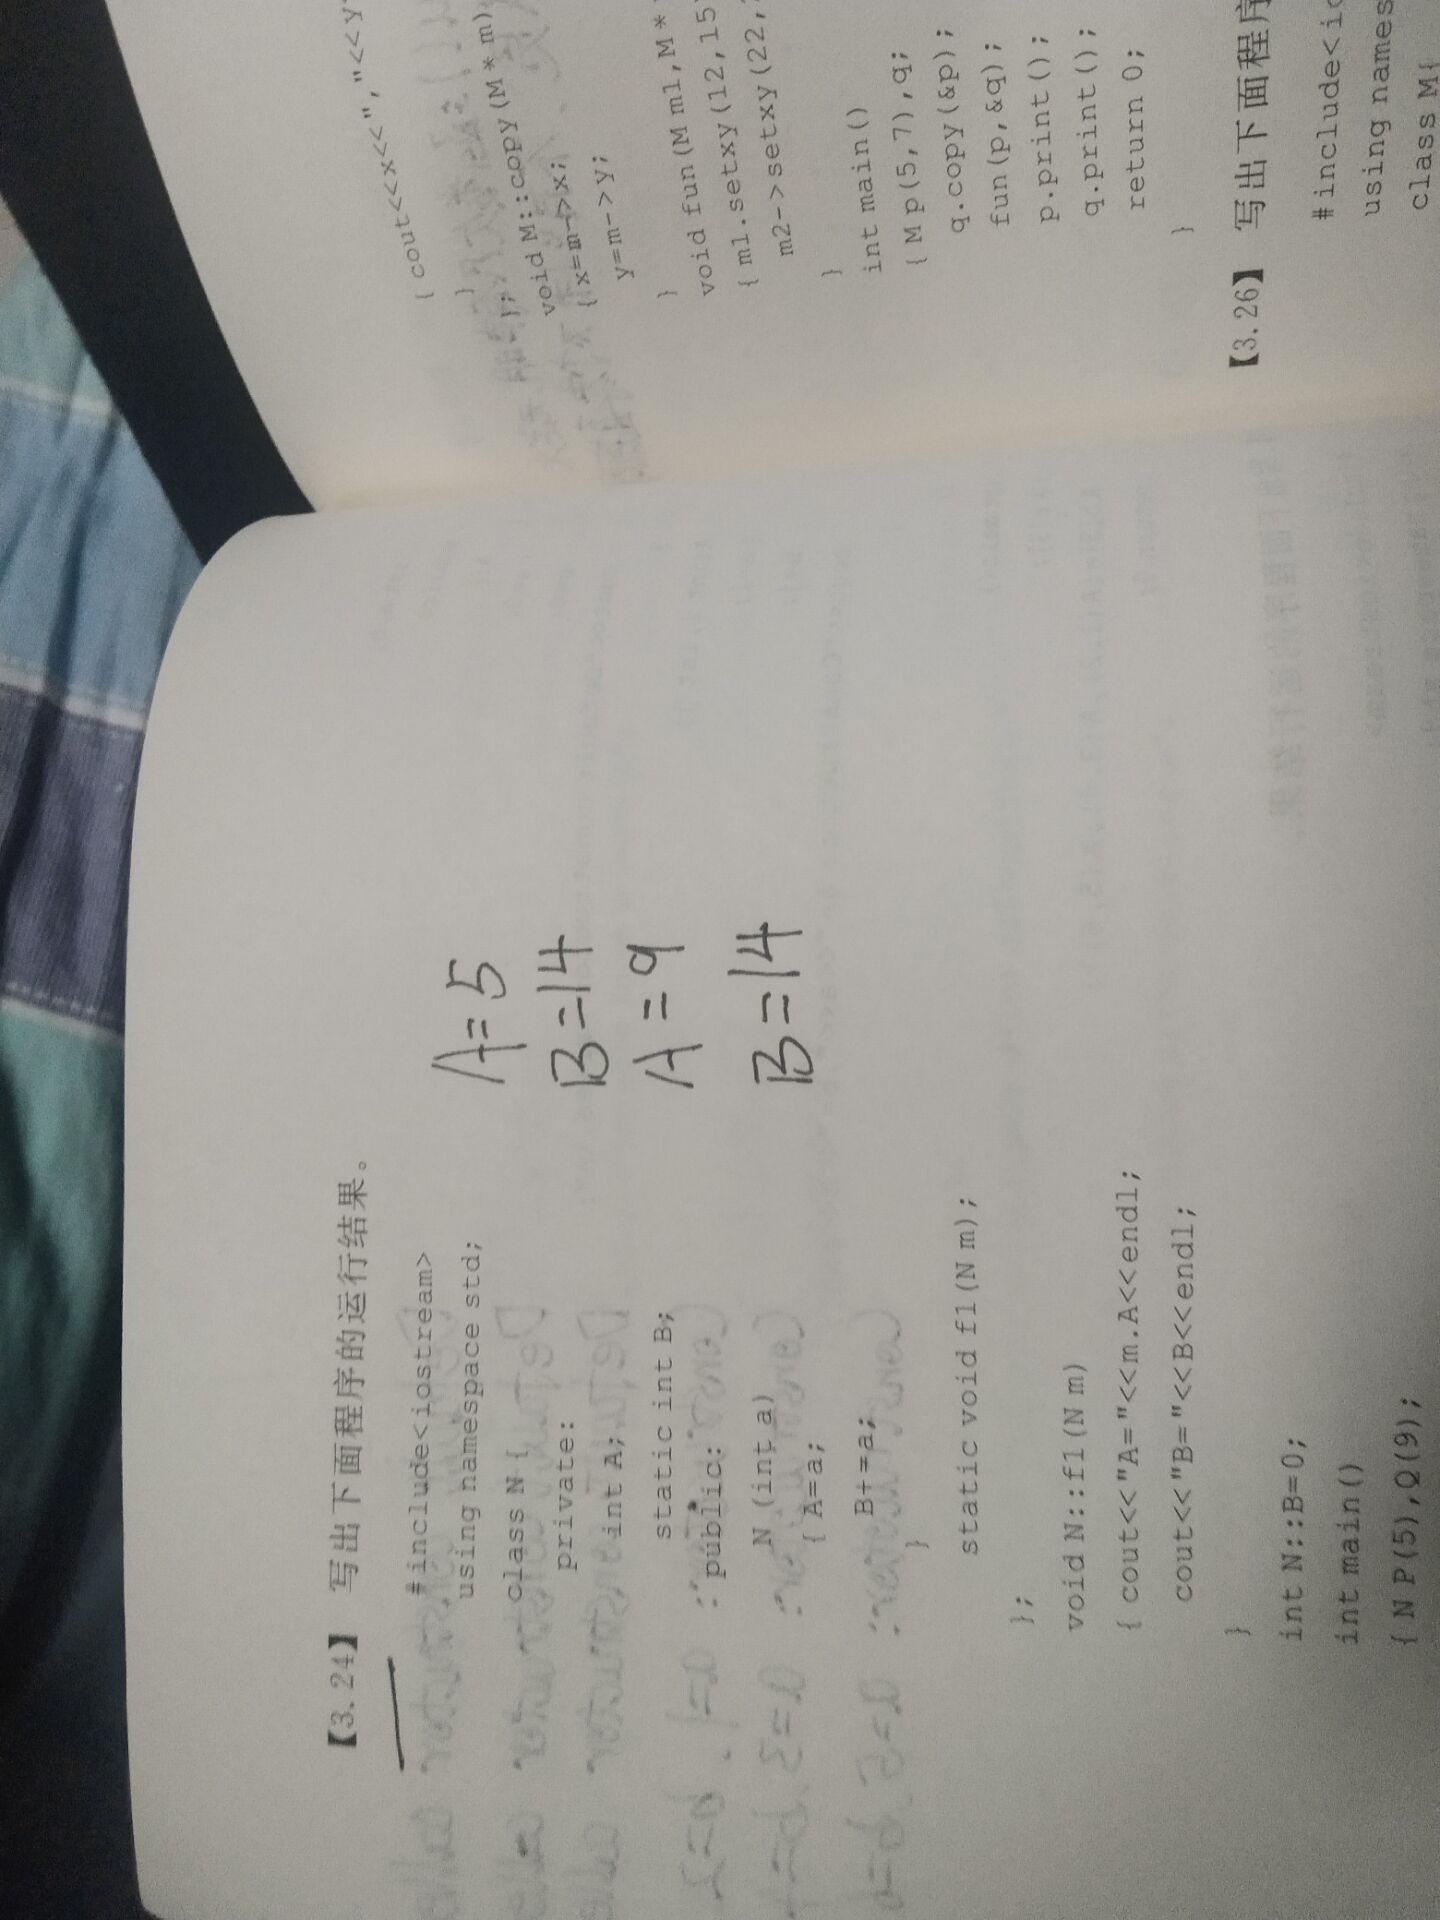 【3.24】 写出下面程序的运行结果。
#include<iostream>
using namespace std;
class N {
private:
int A;
static int B;
public:
N (int a)
{ A=a;
B+=a;
}
static void f1(N m);
};
void N::f1(N m)
{ cout<<"A="<<m.A<<endl;
cout<<"B="<<B<<endl;
}
int N::B=0;
int main()
{ N P(5),Q(9);
A=5
B=14
A=9
B=14
{ cout<<x<<","<<y
}
};
void M::copy(M*m)
{ x=m->x;
y=m->y;
}
void fun(M m1,M*
{ m1.setxy(12,15)
m2->setxy(22,
}
int main()
{ M p(5,7),q;
q.copy(&p);
fun(p,&q);
p.print();
q.print();
return 0;
}
【3.26】 写出下面程序
#include<io
using names
class M{